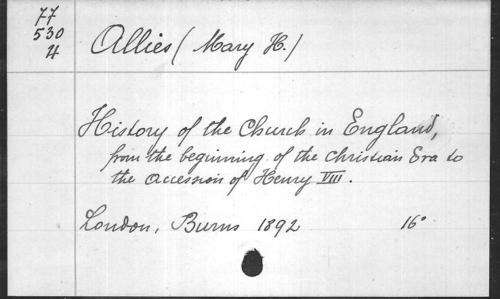 77
530
4
Allies (Mary H.)
History of the Church in England,
from the beginning of the Christian Era to
the accession of Henry VIII.
London, Burns 1892 16°